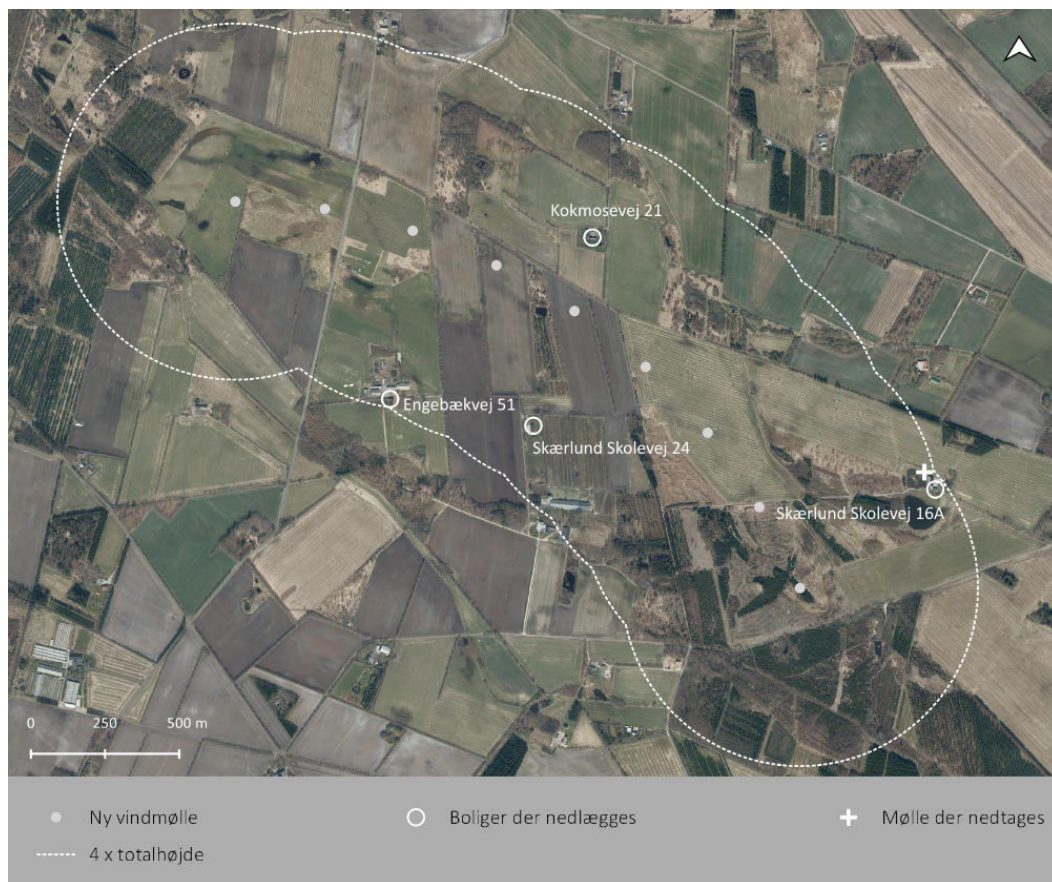 Kokmosevej 21
Engebækvej 51
Skærlund Skolevej 24
Skærlund Skolevej 16A
0 250 500 m
Ny vindmølle
Boliger der nedlægges
Mølle der nedtages
4 x totalhøjde